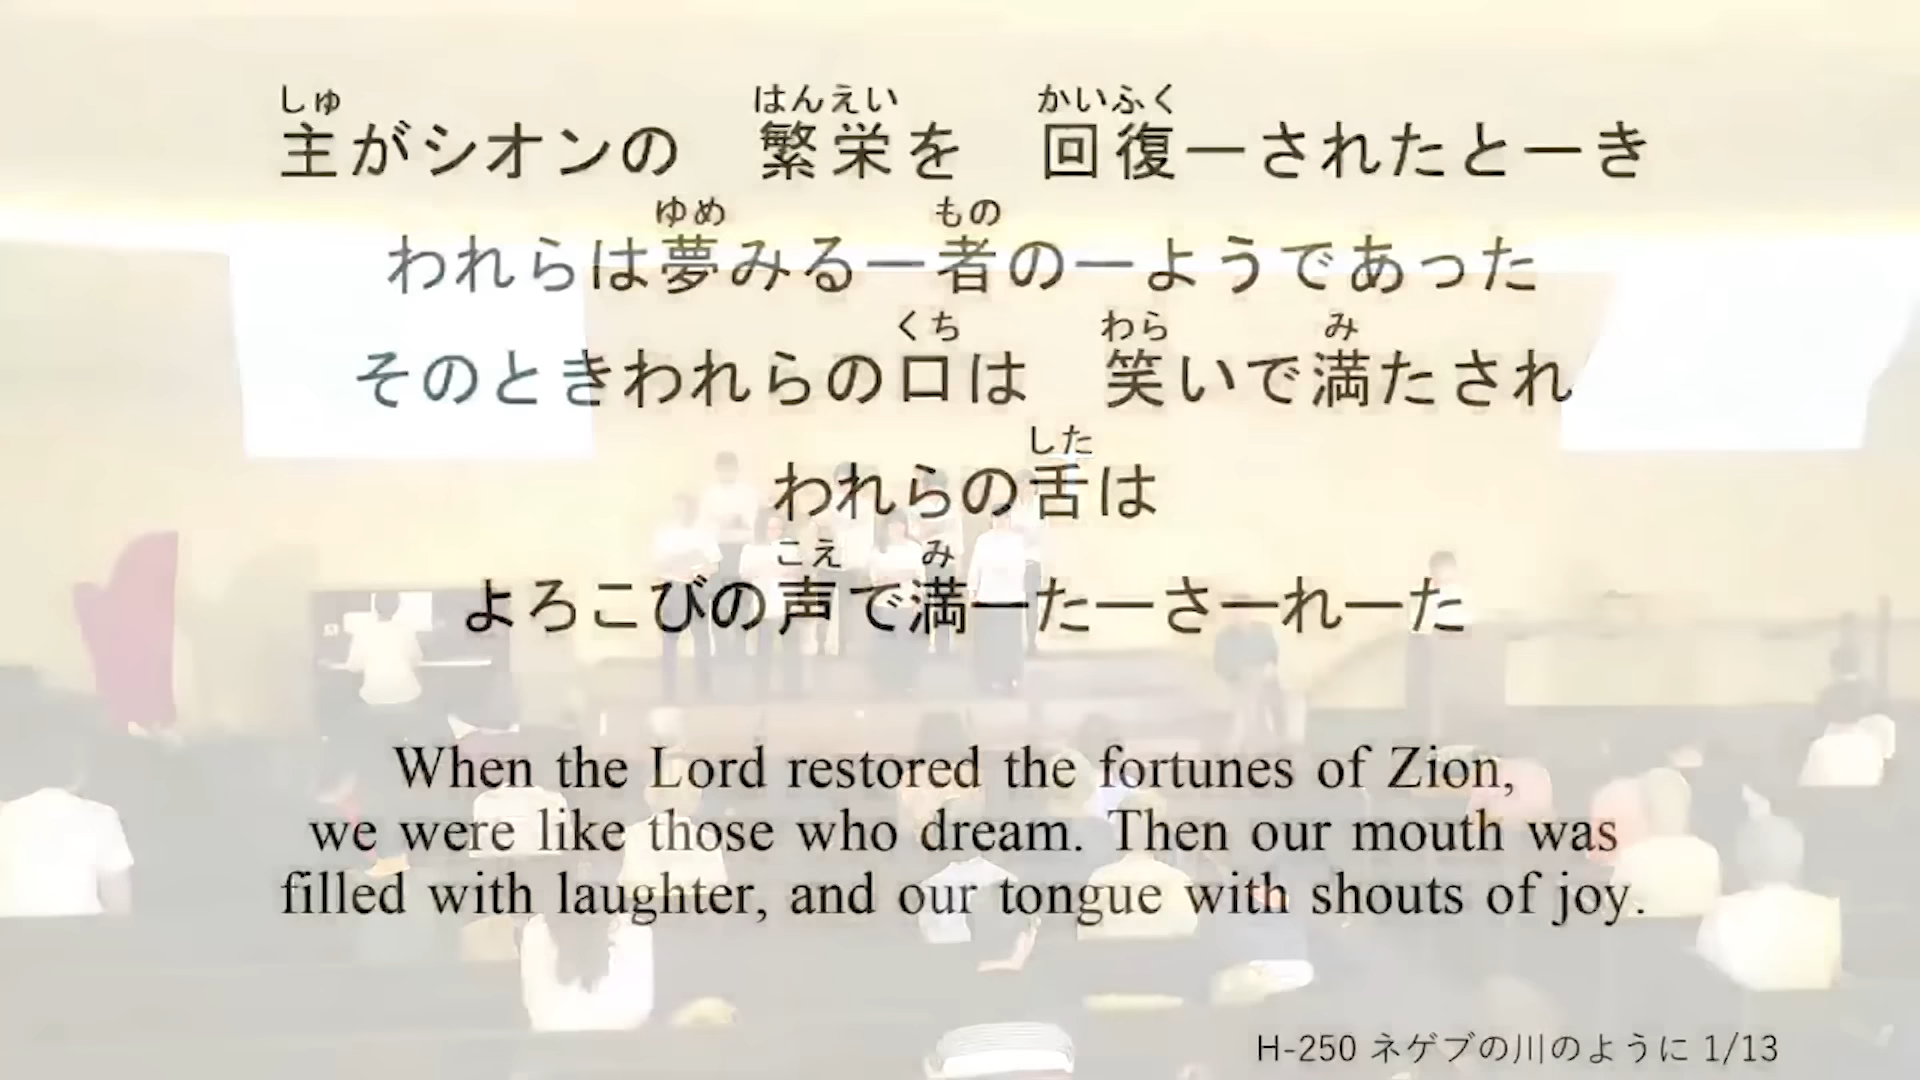 しゅ はんえい かいふく
主がシオンの 繁栄を 回復ーされたとーき
ゆめ もの
われらは夢みるー者のーようであった
くち わら み
そのときわれらの口は 笑いで満たされ
した
われらの舌は
こえ み
よろこびの声で満ーたーさーれーた
When the Lord restored the fortunes of Zion,
we were like those who dream. Then our mouth was
filled with laughter, and our tongue with shouts of joy.
H-250 ネゲブの川のように 1/13